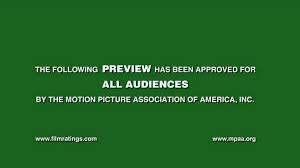 THE FOLLOWING PREVIEW HAS BEEN APPROVED FOR
ALL AUDIENCES
BY THE MOTION PICTURE ASSOCIATION OF AMERICA, INC.
www.filmratings.com www.mpaa.org